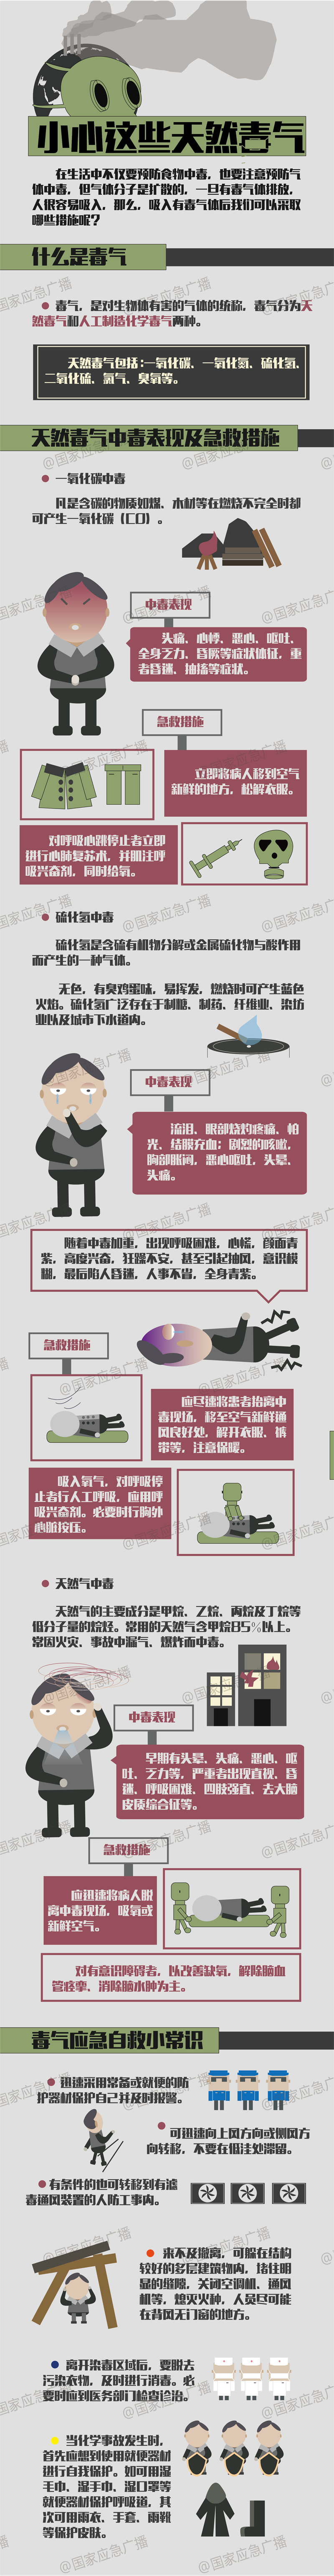 小心这些天然毒气
在生活中不仅要预防食物中毒，也要注意预防气
体中毒，但气体分子是扩散的，一旦有毒气体排放，
人很容易吸入，那么，吸入有毒气体后我们可以采取
哪些措施呢？
什么是毒气
毒气，是对生物体有害的气体的统称，毒气分为天
然毒气和人工制造化学毒气两种。
天然毒气包括：一氧化碳、一氧化氮、硫化氢、
二氧化硫、氯气、臭氧等。
天然毒气中毒表现及急救措施
一氧化碳中毒
凡是含碳的物质如煤、木材等在燃烧不完全时都
可产生一氧化碳（CO）。
中毒表现
头痛、心悸、恶心、呕吐、
全身乏力、昏厥等症状体征，重
者昏迷、抽搐等症状。
急救措施
立即将病人移到空气
新鲜的地方，松解衣服。
对呼吸心跳停止者立即
进行心肺复苏术，并肌注呼
吸兴奋剂，同时给氧。
硫化氢中毒
硫化氢是含硫有机物分解或金属硫化物与酸作用
而产生的一种气体。
无色，有臭鸡蛋味，易挥发，燃烧时可产生蓝色
火焰。硫化氢广泛存在于制糖、制药、纤维业、染坊
业以及城市下水道内。
中毒表现
流泪、眼部烧灼疼痛、怕
光、结膜充血；剧烈的咳嗽，
胸部胀闷，恶心呕吐，头晕、
头痛。
随着中毒加重，出现呼吸困难，心慌，颜面青
紫，高度兴奋，狂躁不安，甚至引起抽风，意识模
糊，最后陷入昏迷，人事不省，全身青紫。
急救措施
应尽速将患者抬离中
毒现场，移至空气新鲜通
风良好处，解开衣服、裤
带等，注意保暖。
吸入氧气，对呼吸停
止者行人工呼吸，应用呼
吸兴奋剂。必要时行胸外
心脏按压。
天然气中毒
天然气的主要成分是甲烷、乙烷、丙烷及丁烷等
低分子量的烷烃。常用的天然气含甲烷85%以上。
常因火灾、事故中漏气、爆炸而中毒。
中毒表现
早期有头晕、头痛、恶心、呕
吐、乏力等，严重者出现直视、昏
迷、呼吸困难、四肢强直、去大脑
皮质综合征等。
急救措施
应迅速将病人脱
离中毒现场，吸氧或
新鲜空气。
对有意识障碍者，以改善缺氧，解除脑血
管痉挛、消除脑水肿为主。
毒气应急自救小常识
迅速采用常备或就便的防
护器材保护自己并及时报警。
可迅速向上风方向或侧风方
向转移，不要在低洼处滞留。
有条件的也可转移到有滤
毒通风装置的人防工事内。
来不及撤离，可躲在结构
较好的多层建筑物内，堵住明
显的缝隙，关闭空调机、通风
机等，熄灭火种，人员尽可能
在背风无门窗的地方。
离开染毒区域后，要脱去
污染衣物，及时进行消毒。必
要时应到医务部门检查诊治。
当化学事故发生时，
首先应想到使用就便器材
进行自我保护。如可用湿
毛巾、湿手巾、湿口罩等
就便器材保护呼吸道，其
次可用雨衣、手套、雨靴
等保护皮肤。
@国家应急广播